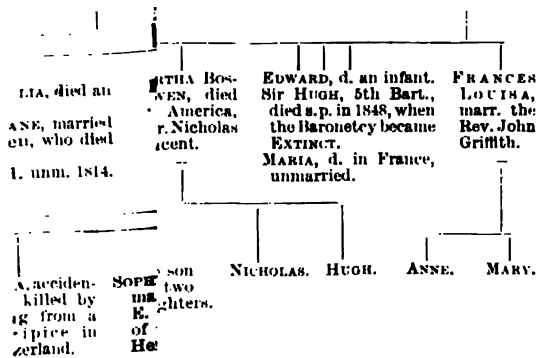 LIA, died an
ANE, married
en, who died
l. unm. 1814.
RTHA Bos-
WEN, died
America,
r. Nicholas
cent.
EDWARD, d. an infant.
Sir HUGH, 5th Bart.,
died s.p. in 1848, when
the Baronetcy became
EXTINCT.
MARIA, d. in France,
unmarried.
FRANCES
LOUISA,
marr. the
Rev. John
Griffith.
A, acciden-
killed by
ng from a
cipice in
zerland.
SOPH
ma
E.
of
He
son
two
ghters.
NICHOLAS. HUGH. ANNE. MARY.